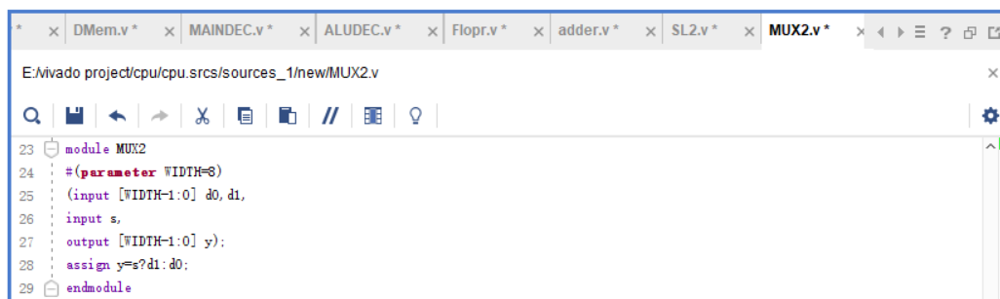 * DMem.v * MAINDEC.v * ALUDEC.v * Flopr.v * adder.v * SL2.v * MUX2.v *
E:/vivado project/cpu/cpu.srcs/sources_1/new/MUX2.v
23 module MUX2
24 #(parameter WIDTH=8)
25 (input [WIDTH-1:0] d0,d1,
26 input s,
27 output [WIDTH-1:0] y);
28 assign y=s?d1:d0;
29 endmodule